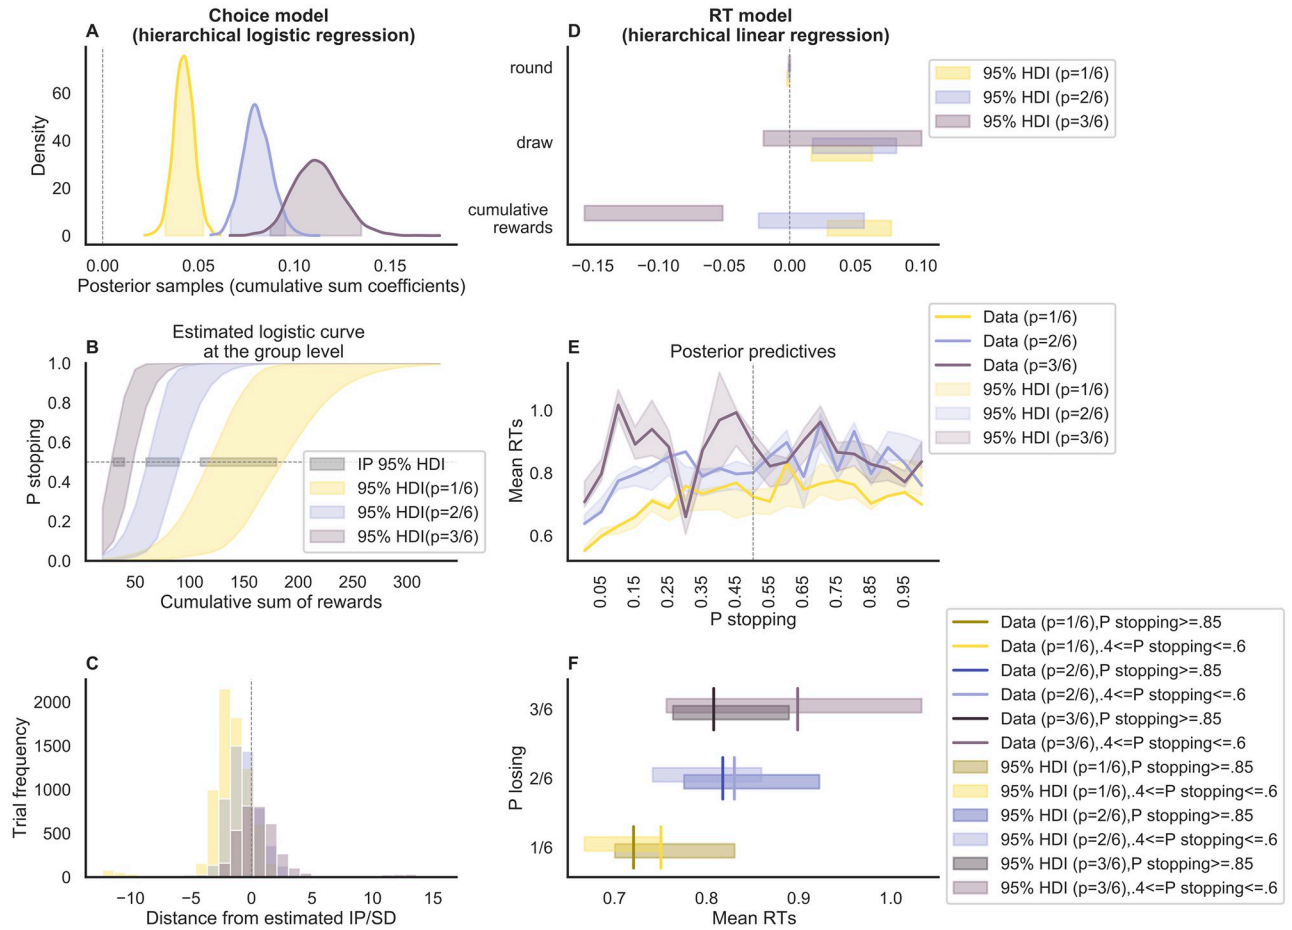 Choice model
(hierarchical logistic regression)
A
Density
60
40
20
0
0.00
0.05
0.10
0.15
Posterior samples (cumulative sum coefficients)
RT model
(hierarchical linear regression)
D
round
draw
cumulative
rewards
−0.15
−0.10
−0.05
0.00
0.05
0.10
95% HDI (p=1/6)
95% HDI (p=2/6)
95% HDI (p=3/6)
Estimated logistic curve
at the group level
B
P stopping
1.0
0.8
0.6
0.4
0.2
0.0
50
100
150
200
250
300
Cumulative sum of rewards
IP 95% HDI
95% HDI(p=1/6)
95% HDI(p=2/6)
95% HDI(p=3/6)
E
Posterior predictives
Mean RTs
1.0
0.8
0.6
0.05
0.15
0.25
0.35
0.45
0.55
0.65
0.75
0.85
0.95
P stopping
Data (p=1/6)
Data (p=2/6)
Data (p=3/6)
95% HDI (p=1/6)
95% HDI (p=2/6)
95% HDI (p=3/6)
C
Trial frequency
2000
1500
1000
500
0
−10
−5
0
5
10
15
Distance from estimated IP/SD
F
P losing
3/6
2/6
1/6
0.7
0.8
0.9
1.0
Mean RTs
Data (p=1/6),P stopping>=.85
Data (p=1/6),.4<=P stopping<=.6
Data (p=2/6),P stopping>=.85
Data (p=2/6),.4<=P stopping<=.6
Data (p=3/6),P stopping>=.85
Data (p=3/6),.4<=P stopping<=.6
95% HDI (p=1/6),P stopping>=.85
95% HDI (p=1/6),.4<=P stopping<=.6
95% HDI (p=2/6),P stopping>=.85
95% HDI (p=2/6),.4<=P stopping<=.6
95% HDI (p=3/6),P stopping>=.85
95% HDI (p=3/6),.4<=P stopping<=.6